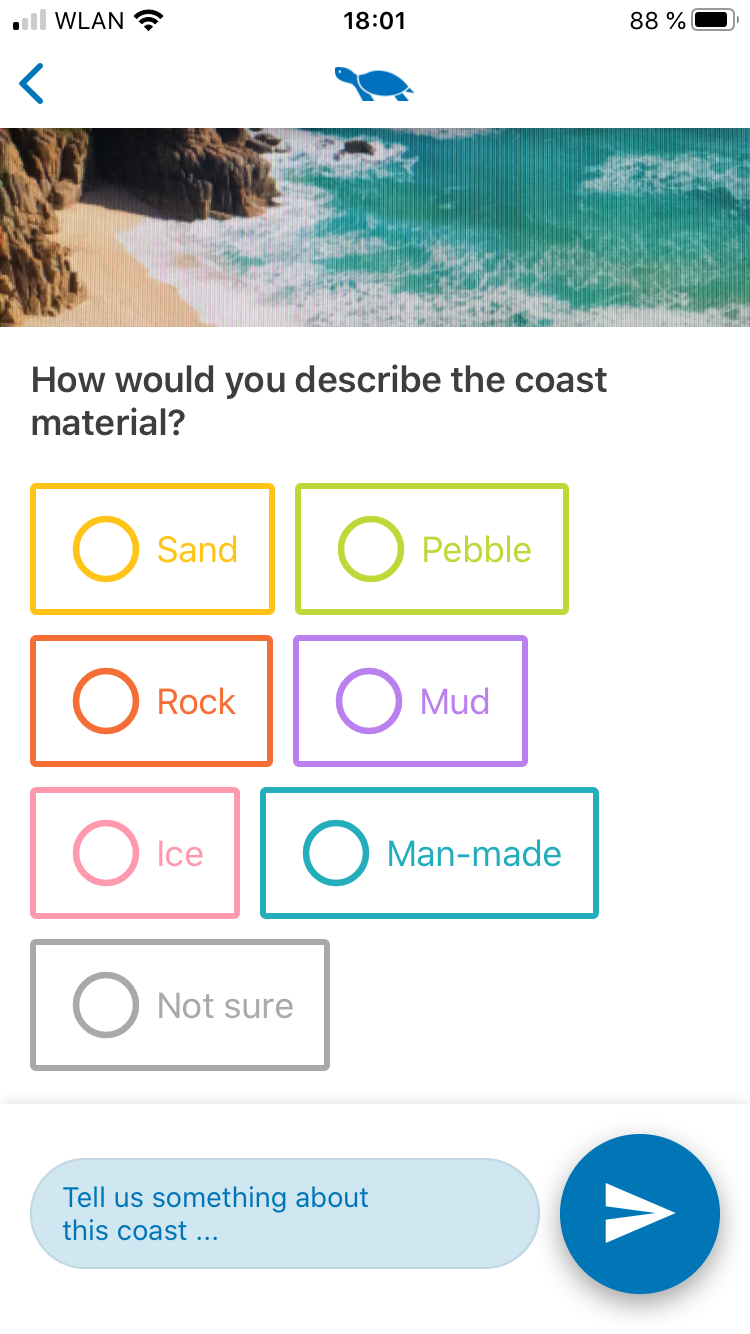 WLAN 18:01 88 %
How would you describe the coast
material?
Sand Pebble
Rock Mud
Ice Man-made
Not sure
Tell us something about
this coast ...